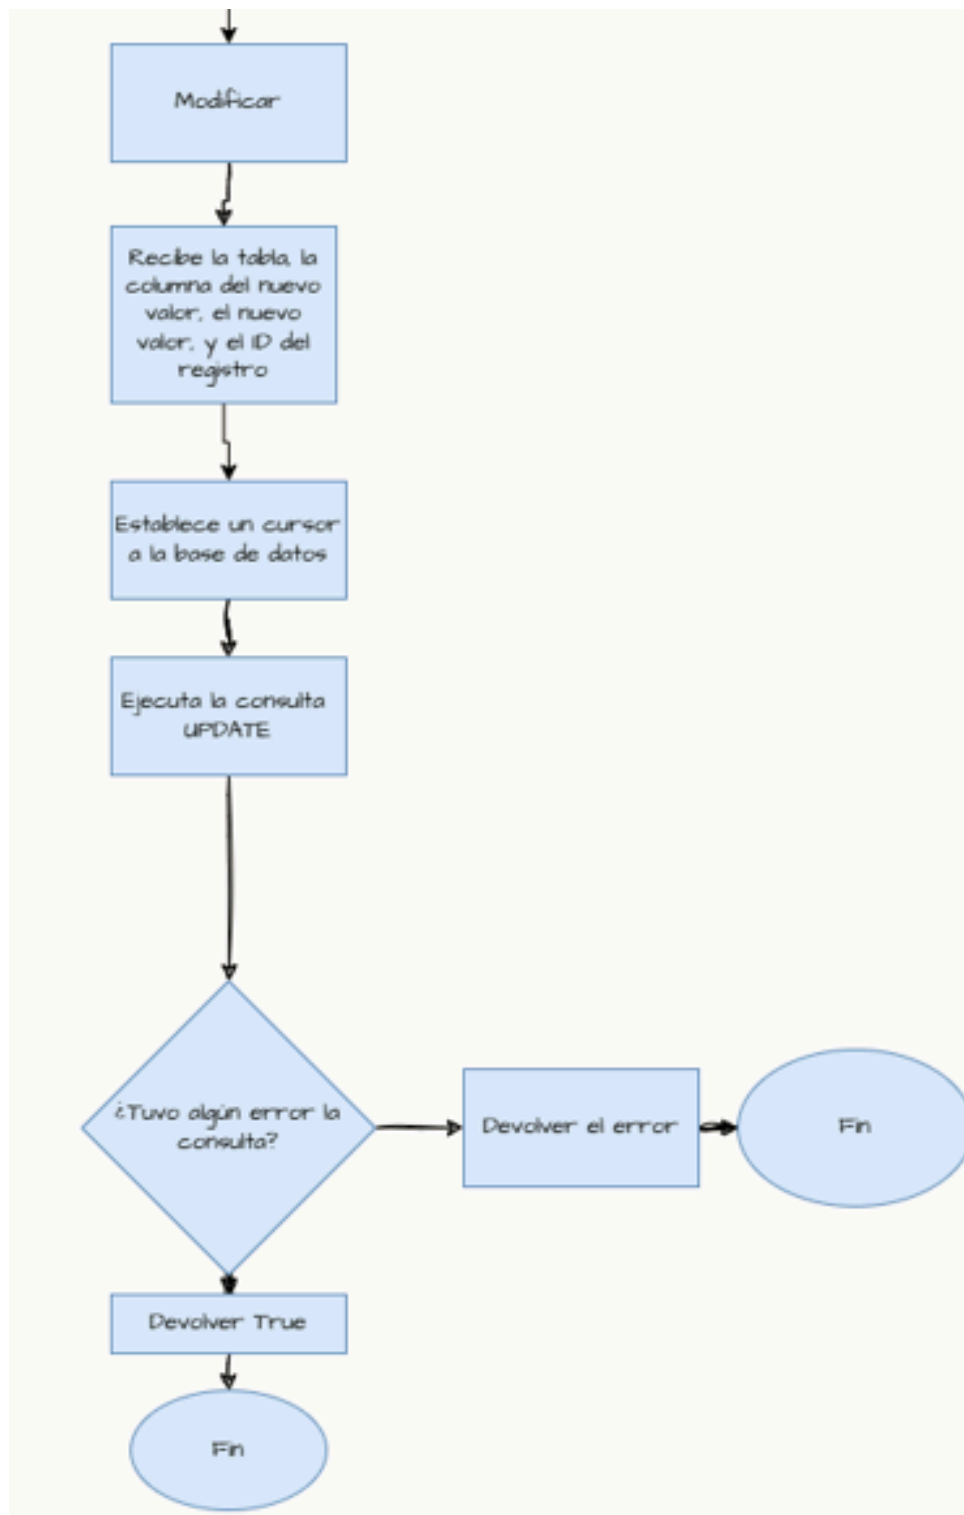 Modificar
Recibe la tabla, la
columna del nuevo
valor, el nuevo
valor, y el ID del
registro
Establece un cursor
a la base de datos
Ejecuta la consulta
UPDATE
¿Tuvo algún error la
consulta?
Devolver el error
Fin
Devolver True
Fin